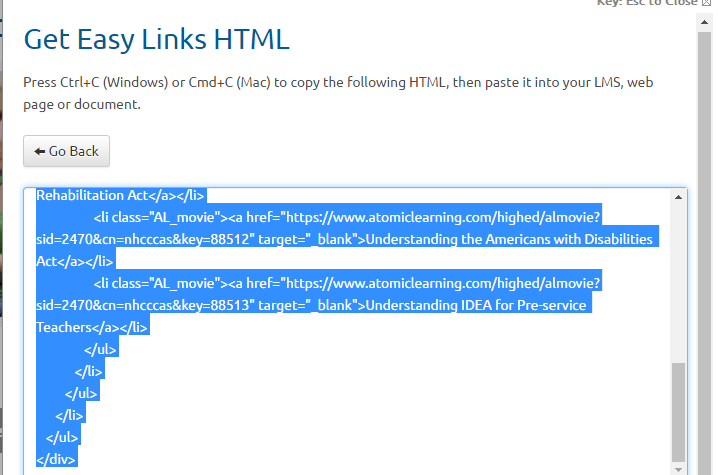 Key: Esc to Close
Get Easy Links HTML
Press Ctrl+C (Windows) or Cmd+C (Mac) to copy the following HTML, then paste it into your LMS, web
page or document.
Go Back
Rehabilitation Act</a></li>
<li class="AL_movie"><a href="https://www.atomiclearning.com/highed/almovie?
sid=2470&cn=nhcccas&key=88512" target="_blank">Understanding the Americans with Disabilities
Act</a></li>
<li class="AL_movie"><a href="https://www.atomiclearning.com/highed/almovie?
sid=2470&cn=nhcccas&key=88513" target="_blank">Understanding IDEA for Pre-service
Teachers</a></li>
</ul>
</li>
</ul>
</li>
</ul>
</div>